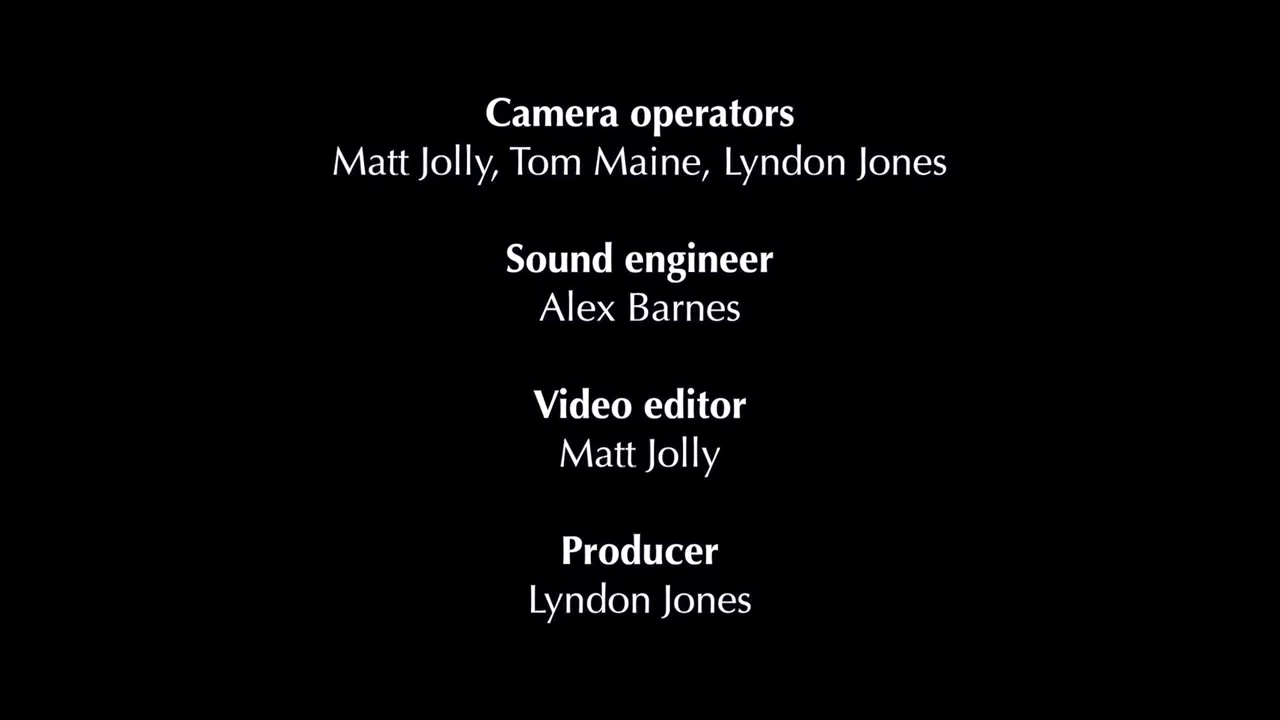 Camera operators
Matt Jolly, Tom Maine, Lyndon Jones
Sound engineer
Alex Barnes
Video editor
Matt Jolly
Producer
Lyndon Jones